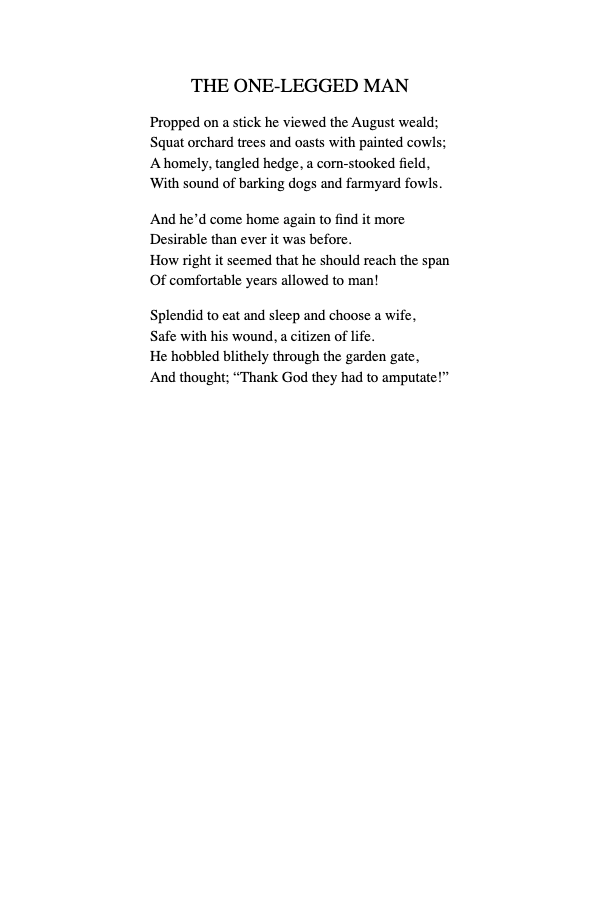 THE ONE-LEGGED MAN
Propped on a stick he viewed the August weald;
Squat orchard trees and oasts with painted cowls;
A homely, tangled hedge, a corn-stooked field,
With sound of barking dogs and farmyard fowls.
And he’d come home again to find it more
Desirable than ever it was before.
How right it seemed that he should reach the span
Of comfortable years allowed to man!
Splendid to eat and sleep and choose a wife,
Safe with his wound, a citizen of life.
He hobbled blithely through the garden gate,
And thought; “Thank God they had to amputate!”